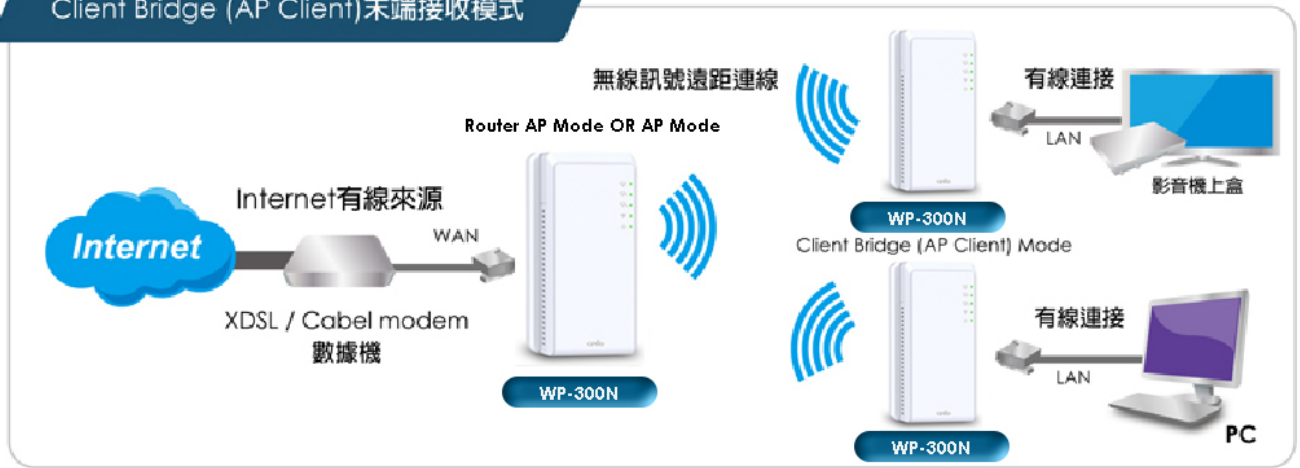 Client Bridge (AP Client)末端接收模式
無線訊號遠距連線
有線連接
LAN
影音機上盒
Router AP Mode OR AP Mode
Internet有線來源
Internet
WAN
XDSL / Cabel modem
數據機
WP-300N
WP-300N
Client Bridge (AP Client) Mode
有線連接
LAN
PC
WP-300N